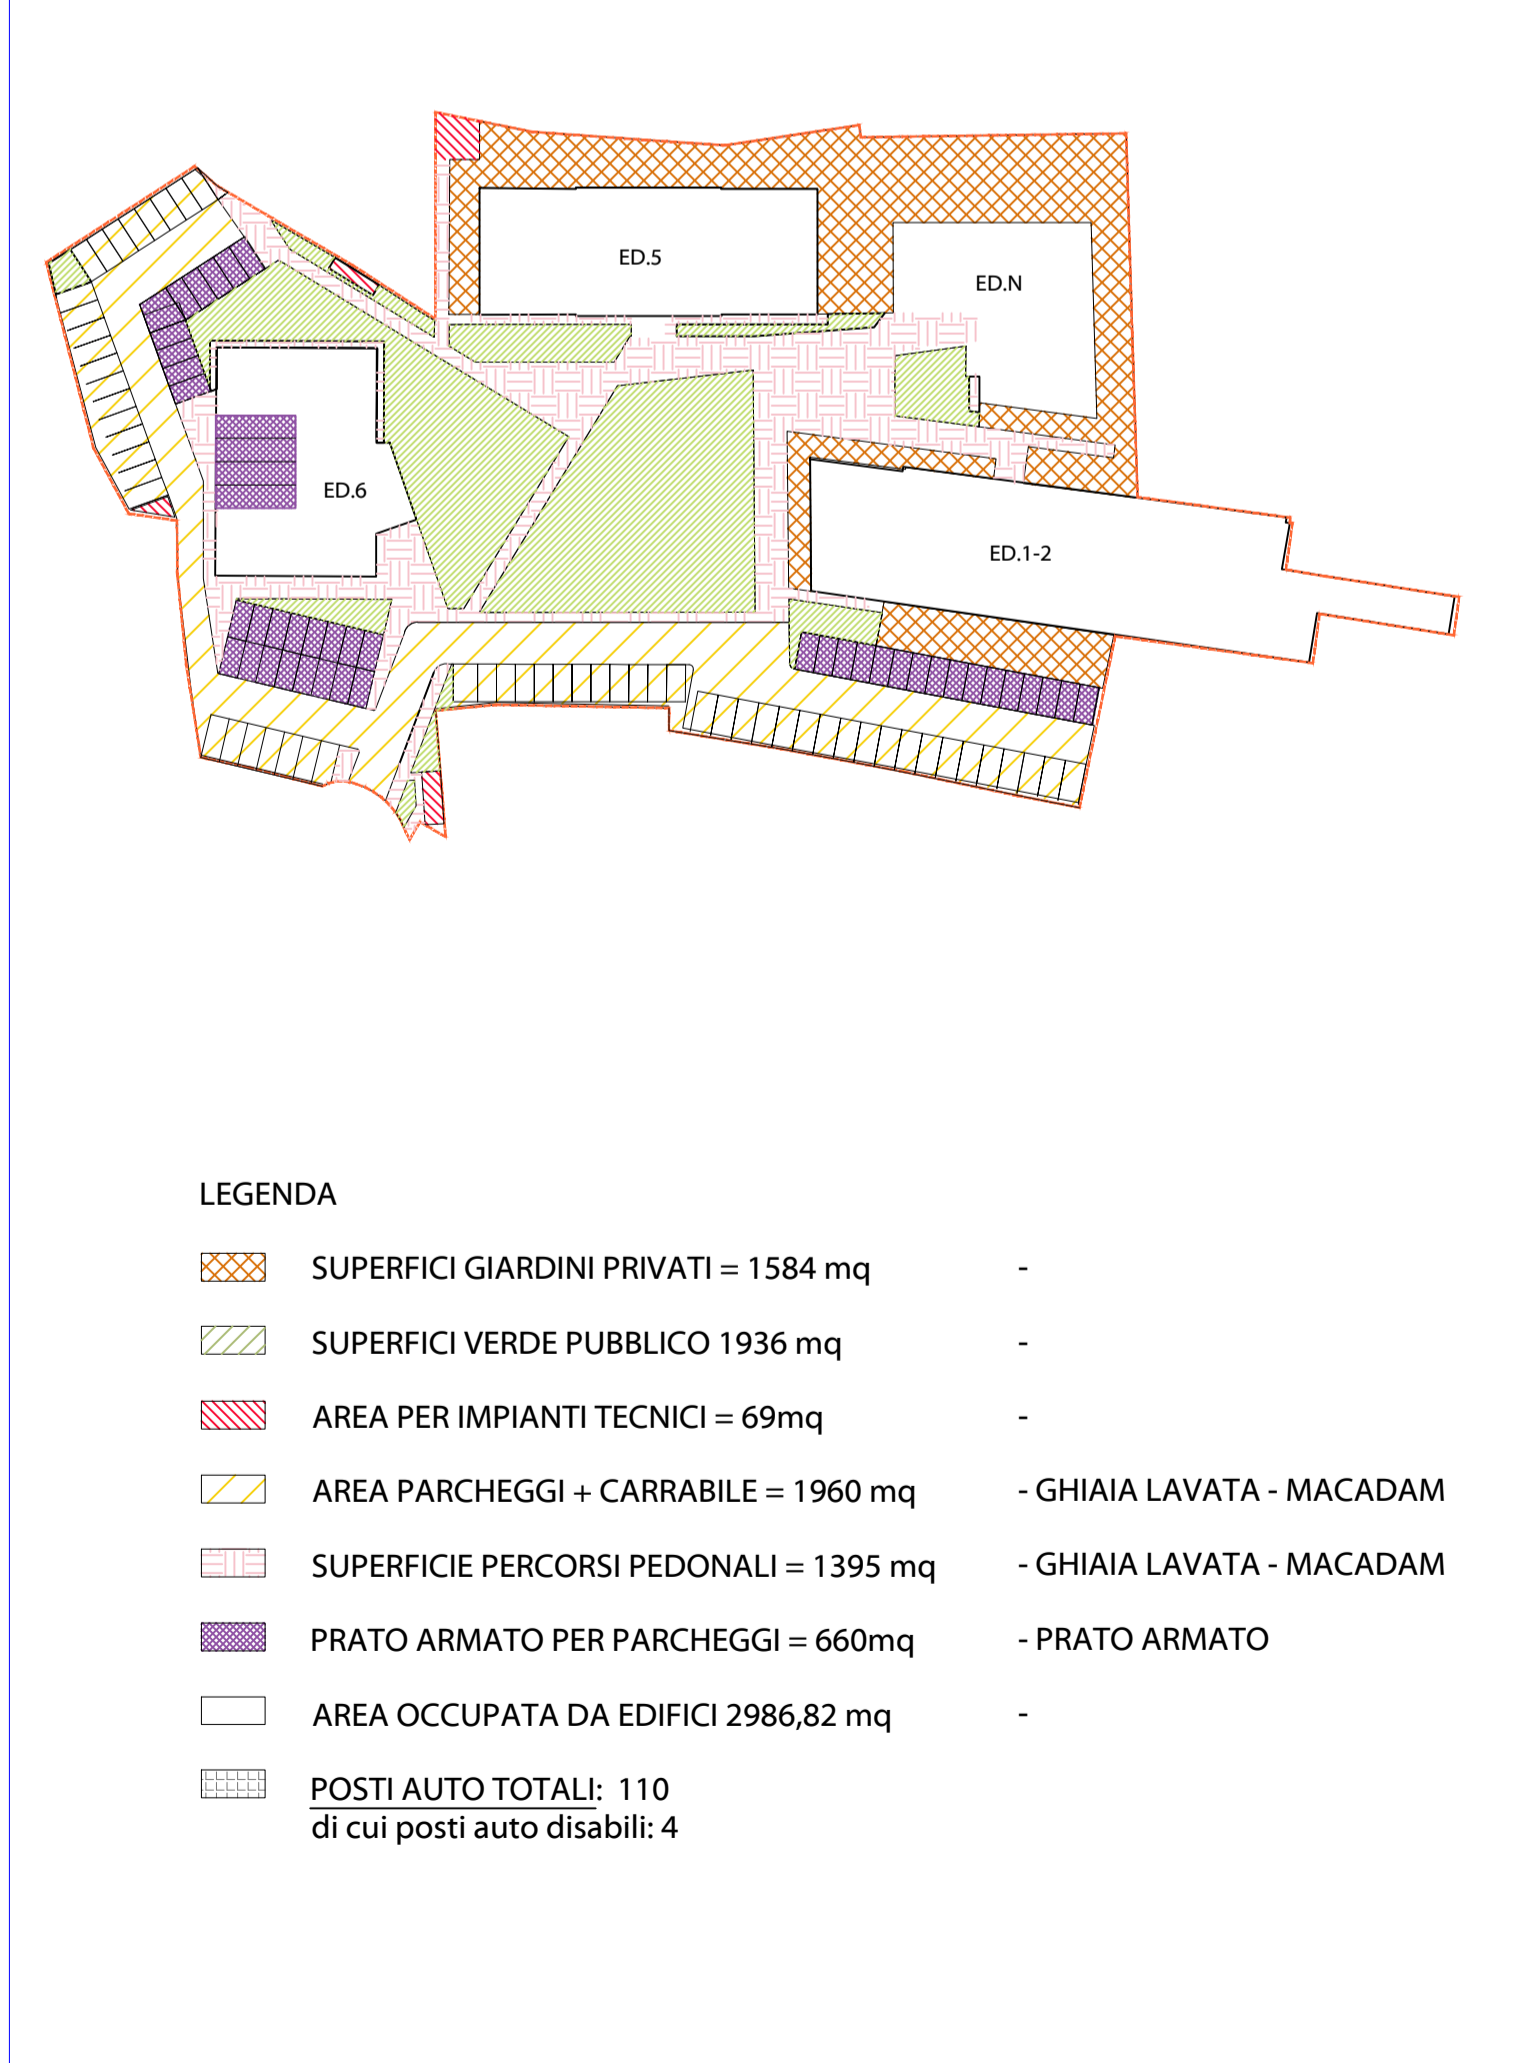 ED.5
ED.N
ED.6
ED.1-2
LEGENDA
SUPERFICI GIARDINI PRIVATI = 1584 mq -
SUPERFICI VERDE PUBBLICO 1936 mq -
AREA PER IMPIANTI TECNICI = 69mq -
AREA PARCHEGGI + CARRABILE = 1960 mq - GHIAIA LAVATA - MACADAM
SUPERFICIE PERCORSI PEDONALI = 1395 mq - GHIAIA LAVATA - MACADAM
PRATO ARMATO PER PARCHEGGI = 660mq - PRATO ARMATO
AREA OCCUPATA DA EDIFICI 2986,82 mq -
POSTI AUTO TOTALI: 110
di cui posti auto disabili: 4